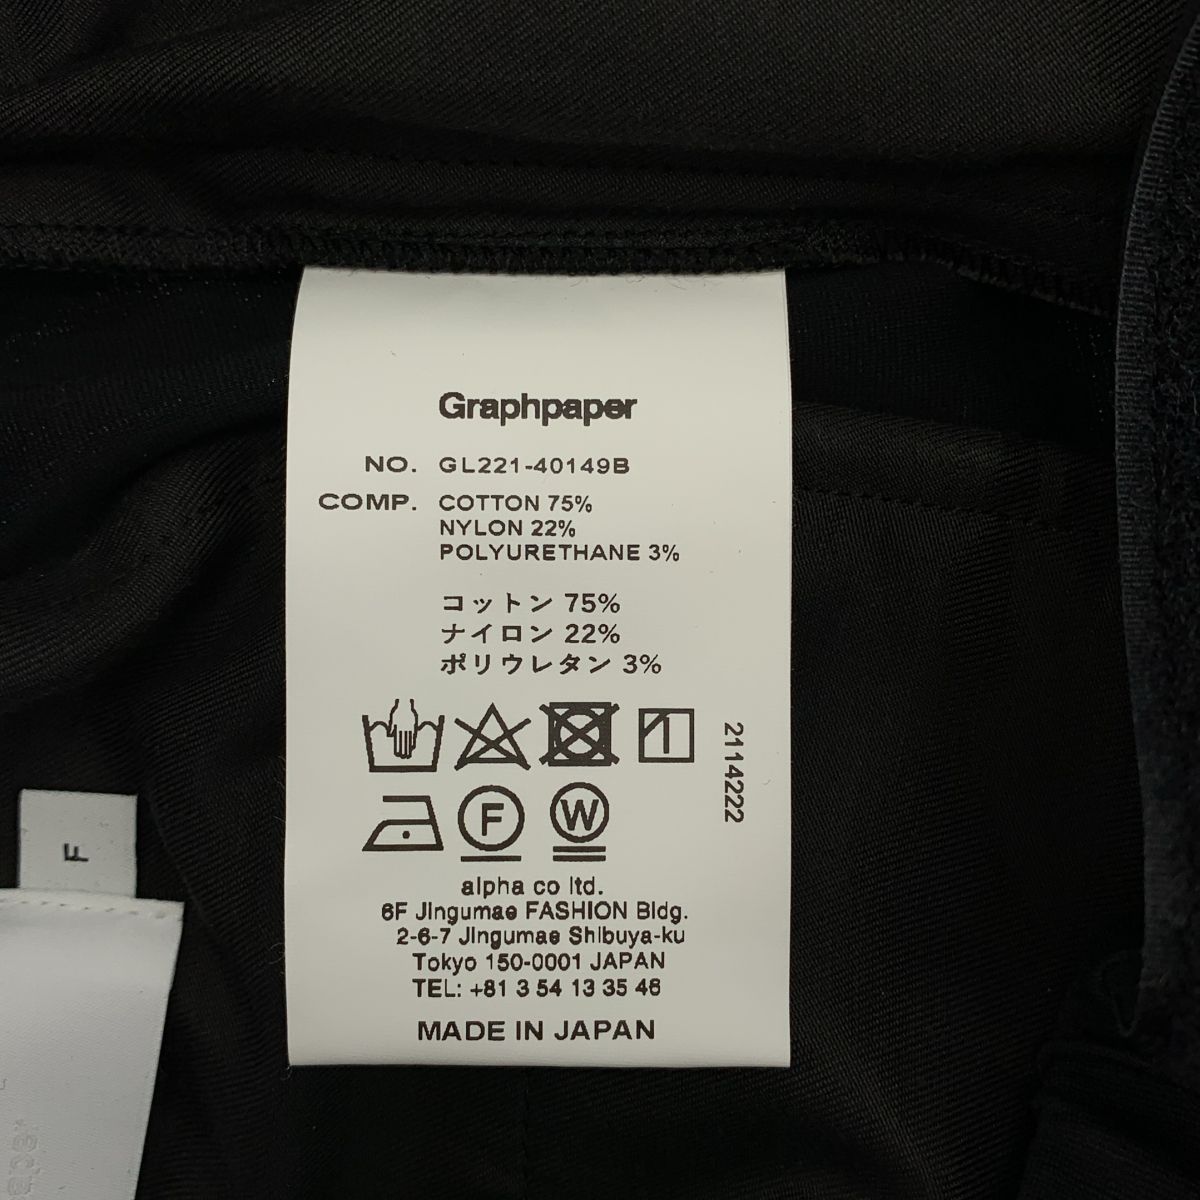 Graphpaper
NO. GL221-40149B
COMP. COTTON 75%
NYLON 22%
POLYURETHANE 3%
コットン 75%
ナイロン 22%
ポリウレタン 3%
1
F
W
2114222
alpha co ltd.
6F Jingumae FASHION Bldg.
2-6-7 Jingumae Shibuya-ku
Tokyo 150-0001 JAPAN
TEL: +81 3 54 13 35 46
MADE IN JAPAN
F